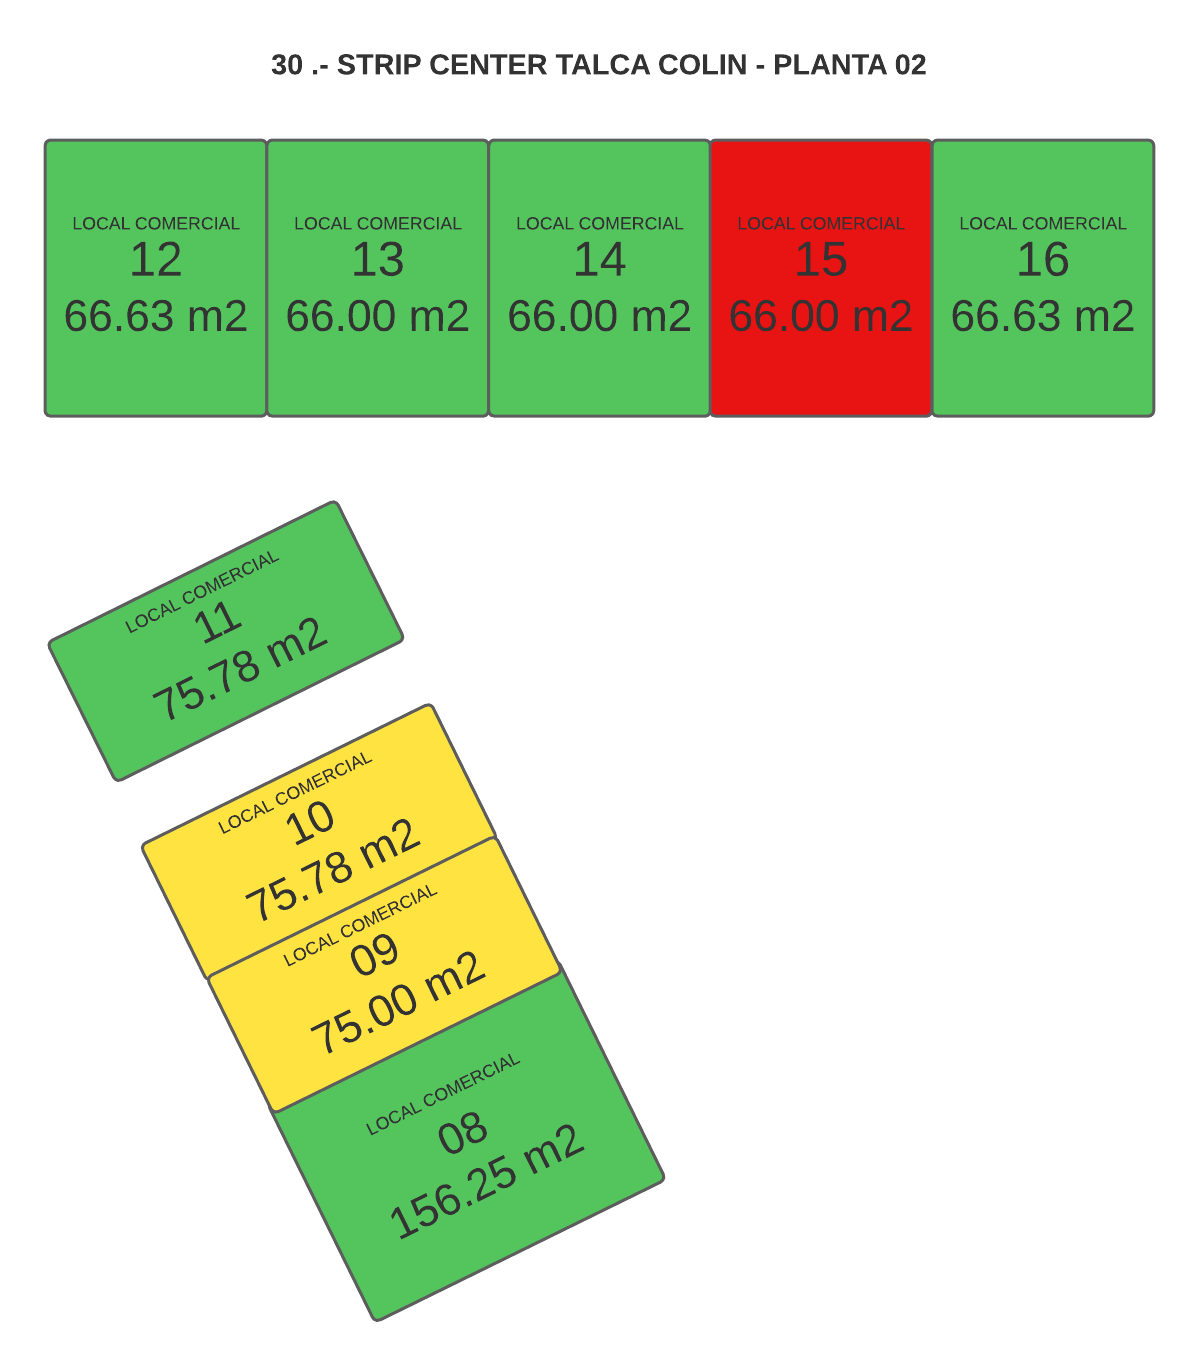 30 .- STRIP CENTER TALCA COLIN - PLANTA 02
LOCAL COMERCIAL
12
66.63 m2
LOCAL COMERCIAL
13
66.00 m2
LOCAL COMERCIAL
14
66.00 m2
LOCAL COMERCIAL
15
66.00 m2
LOCAL COMERCIAL
16
66.63 m2
LOCAL COMERCIAL
11
75.78 m2
LOCAL COMERCIAL
10
75.78 m2
LOCAL COMERCIAL
09
75.00 m2
LOCAL COMERCIAL
08
156.25 m2